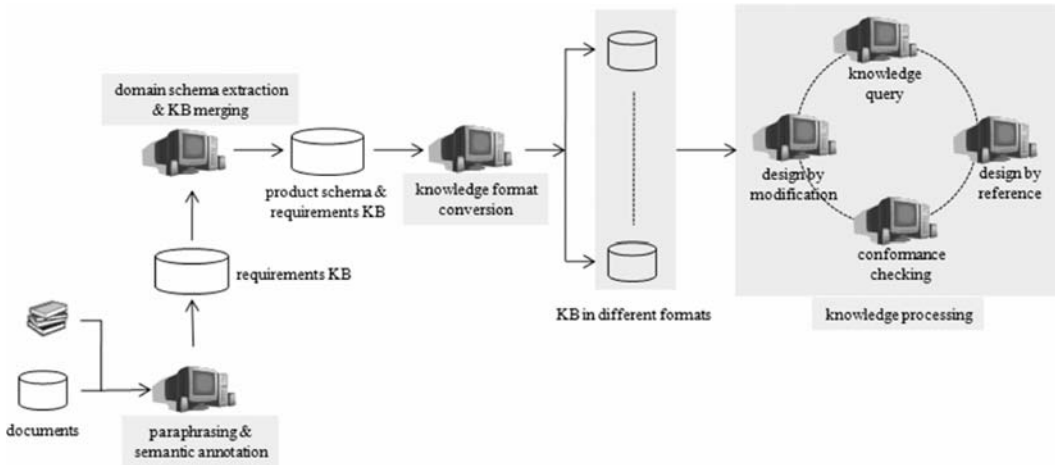 domain schema extraction
& KB merging
product schema &
requirements KB
knowledge format
conversion
requirements KB
documents
paraphrasing &
semantic annotation
KB in different formats
knowledge
query
design by
modification
design by
reference
conformance
checking
knowledge processing